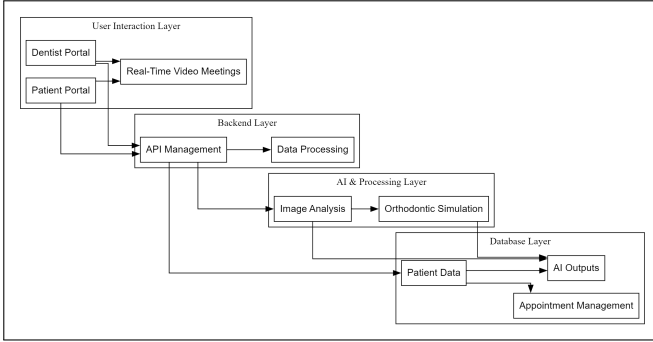 User Interaction Layer
Dentist Portal
Real-Time Video Meetings
Patient Portal
Backend Layer
API Management
Data Processing
AI & Processing Layer
Image Analysis
Orthodontic Simulation
Database Layer
Patient Data
AI Outputs
Appointment Management